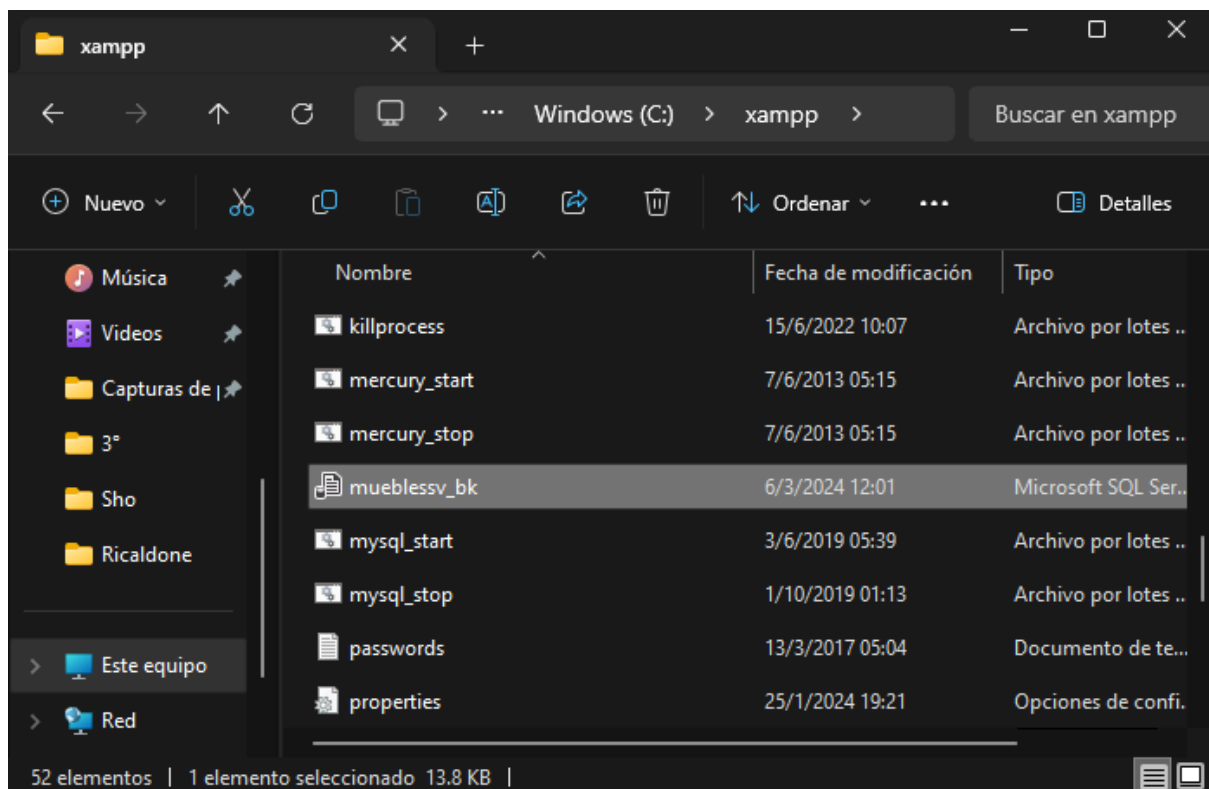 xampp
Windows (C:) > xampp >
Buscar en xampp
Nuevo
Ordenar
Detalles
Música
Videos
Capturas de p
3°
Sho
Ricaldone
Este equipo
Red
Nombre Fecha de modificación Tipo
killprocess 15/6/2022 10:07 Archivo por lotes ...
mercury_start 7/6/2013 05:15 Archivo por lotes ...
mercury_stop 7/6/2013 05:15 Archivo por lotes ...
mueblessv_bk 6/3/2024 12:01 Microsoft SQL Ser...
mysql_start 3/6/2019 05:39 Archivo por lotes ...
mysql_stop 1/10/2019 01:13 Archivo por lotes ...
passwords 13/3/2017 05:04 Documento de te...
properties 25/1/2024 19:21 Opciones de confi...
52 elementos | 1 elemento seleccionado 13.8 KB |